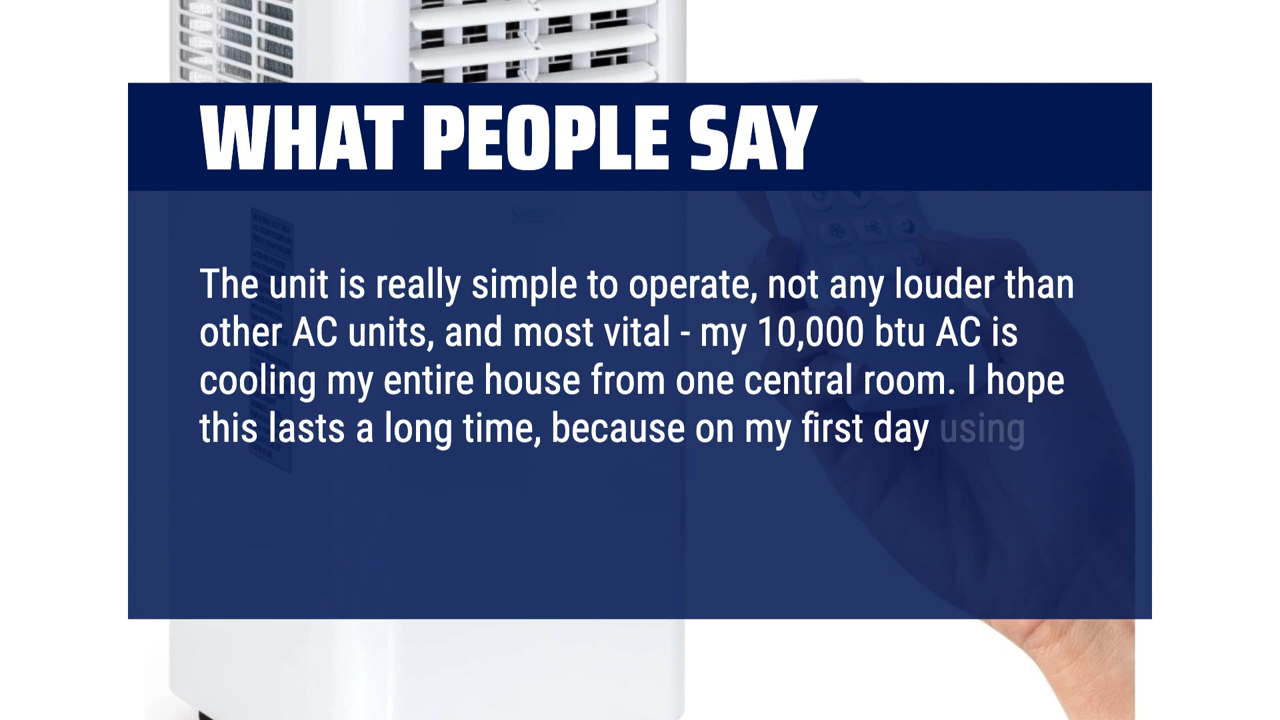 WHAT PEOPLE SAY
The unit is really simple to operate, not any louder than
other AC units, and most vital - my 10,000 btu AC is
cooling my entire house from one central room. I hope
this lasts a long time, because on my first day using